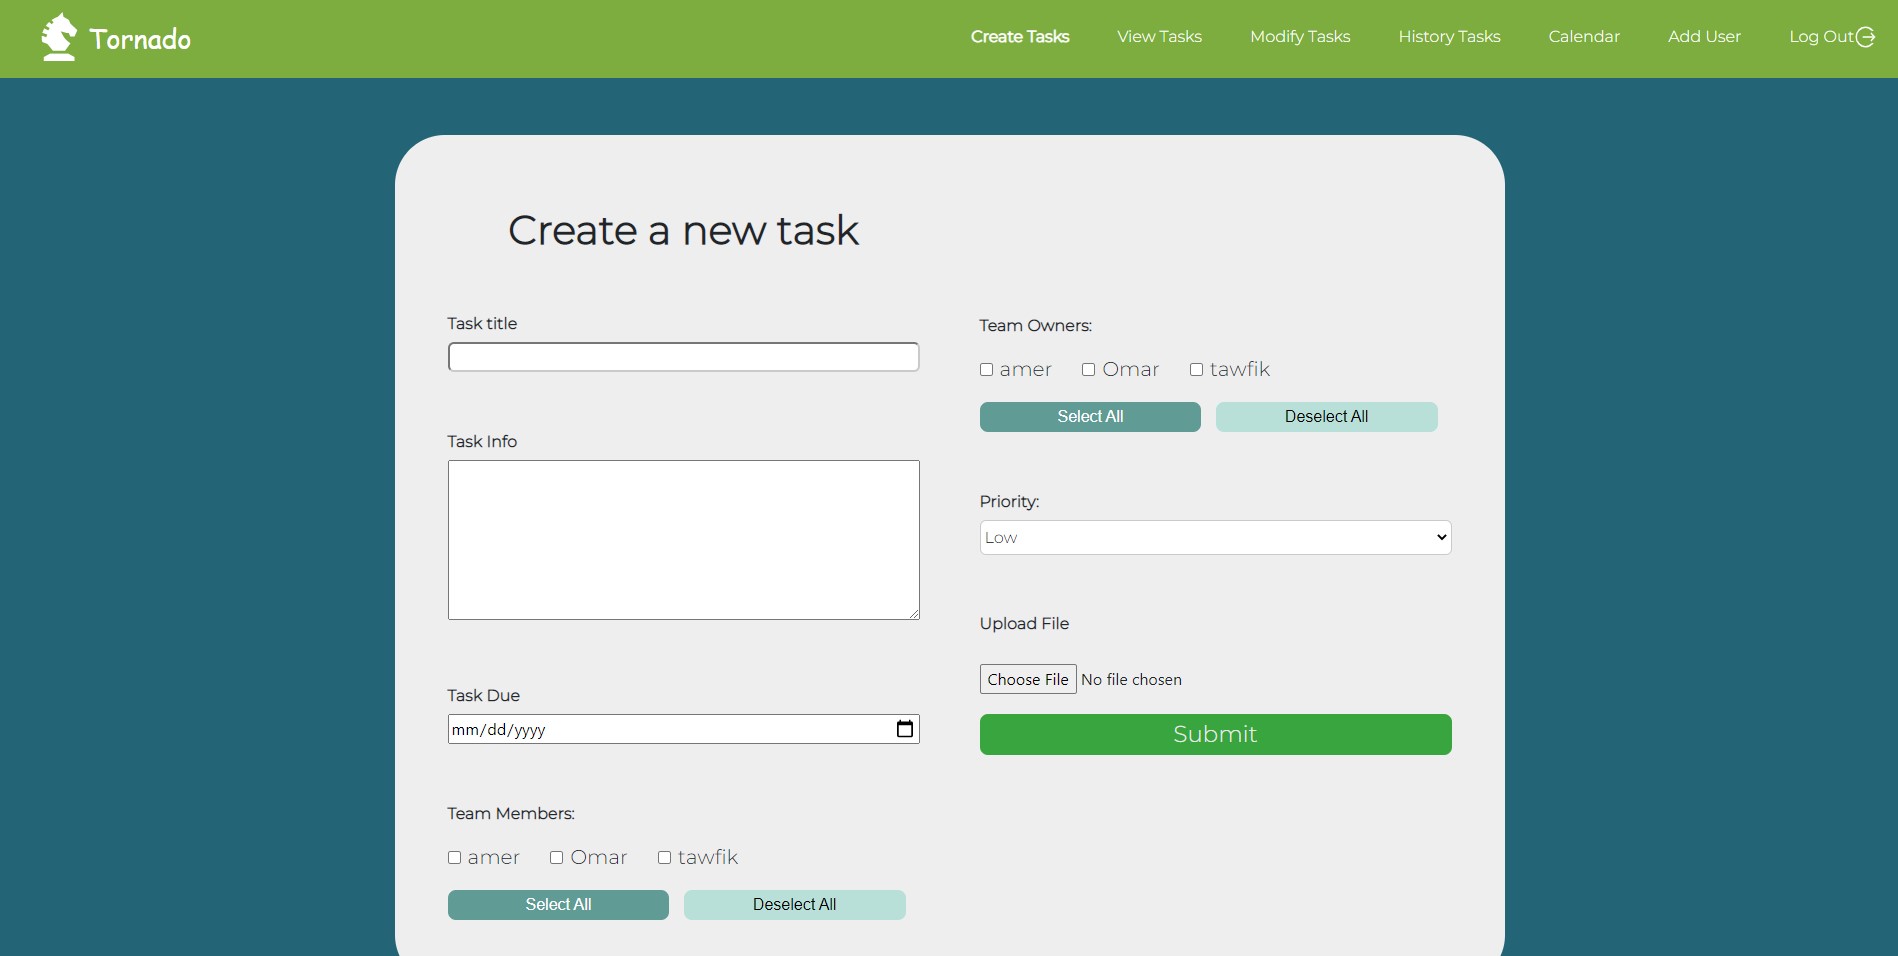 Tornado
Create Tasks View Tasks Modify Tasks History Tasks Calendar Add User Log Out
Create a new task
Task title
Task Info
Task Due
mm/dd/yyyy
Team Members:
amer Omar tawfik
Select All Deselect All
Team Owners:
amer Omar tawfik
Select All Deselect All
Priority:
Low
Upload File
Choose File No file chosen
Submit